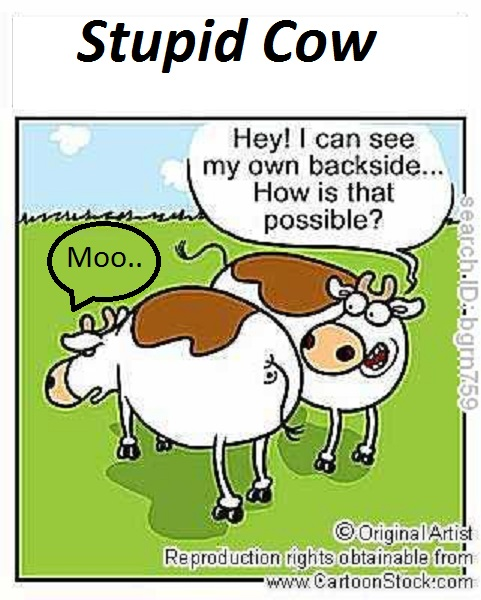 Stupid Cow
Hey! I can see
my own backside...
How is that
possible?
Moo..
search ID: bgrn759
©Original Artist
Reproduction rights obtainable from
www.CartoonStock.com